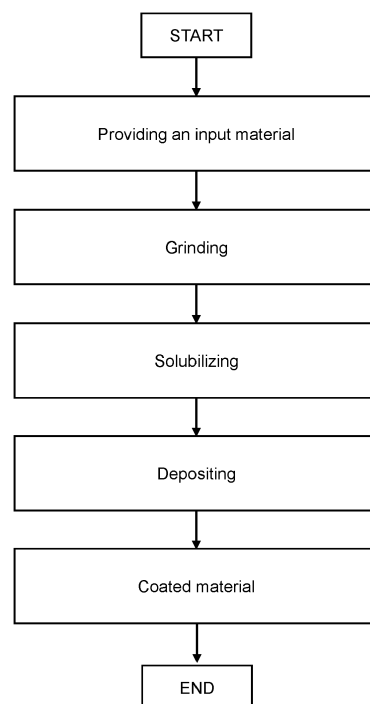 START
Providing an input material
Grinding
Solubilizing
Depositing
Coated material
END